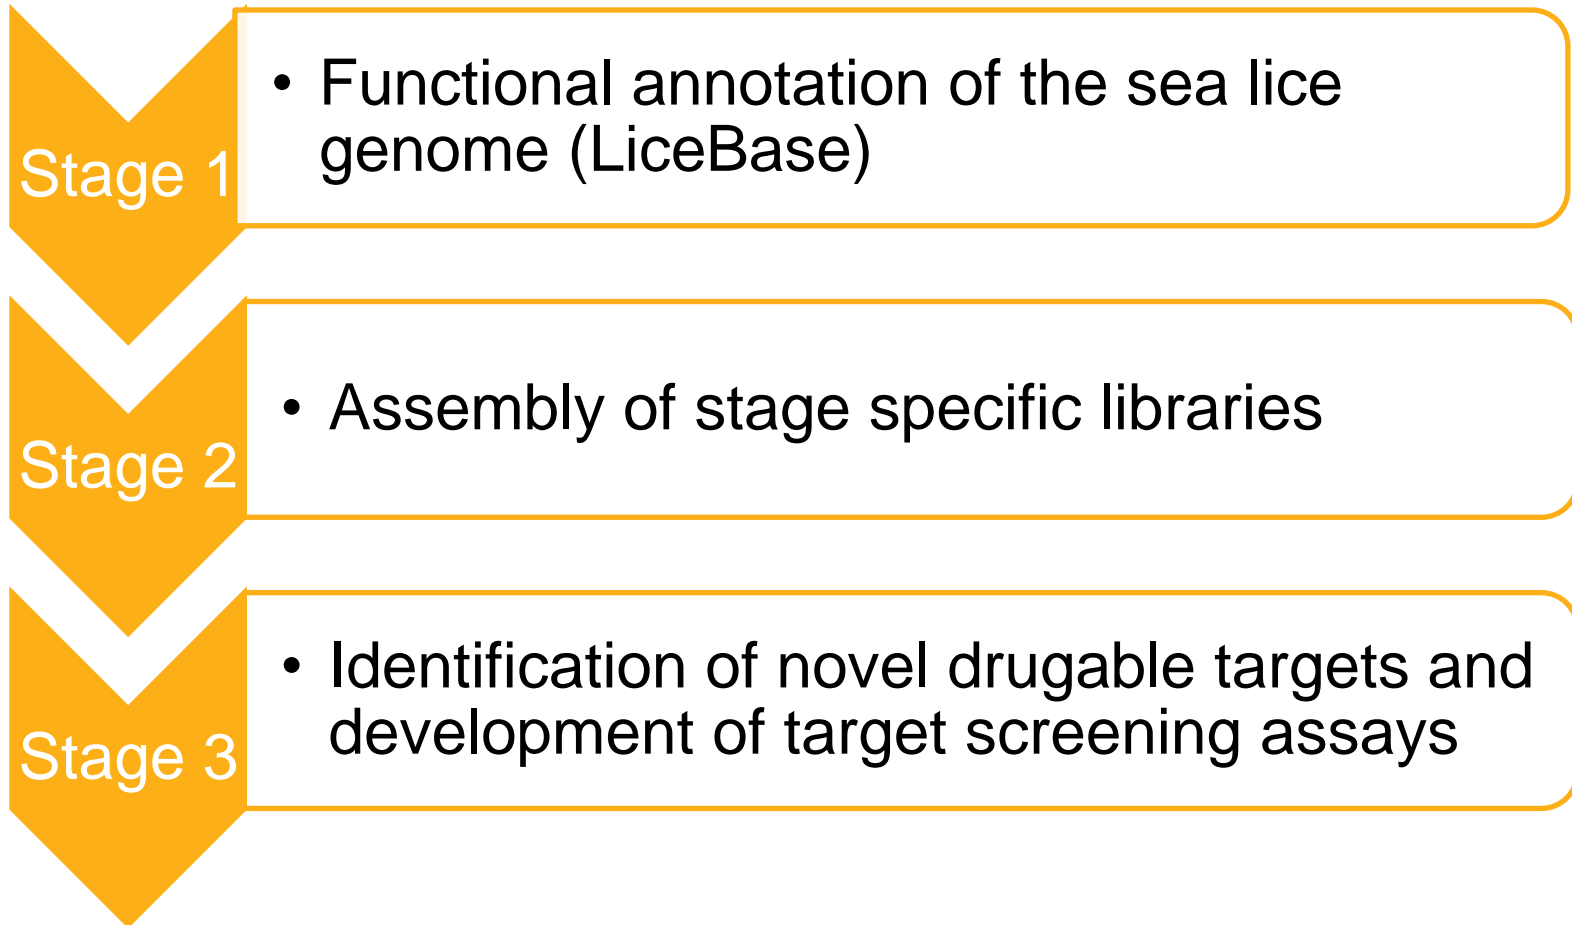 Stage 1
• Functional annotation of the sea lice
genome (LiceBase)
Stage 2
• Assembly of stage specific libraries
Stage 3
• Identification of novel drugable targets and
development of target screening assays